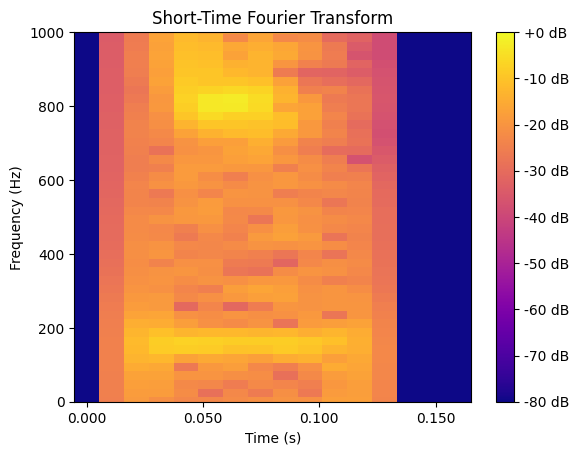 Short-Time Fourier Transform
1000
800
600
400
200
0
Frequency (Hz)
0.000
0.050
0.100
0.150
Time (s)
+0 dB
-10 dB
-20 dB
-30 dB
-40 dB
-50 dB
-60 dB
-70 dB
-80 dB